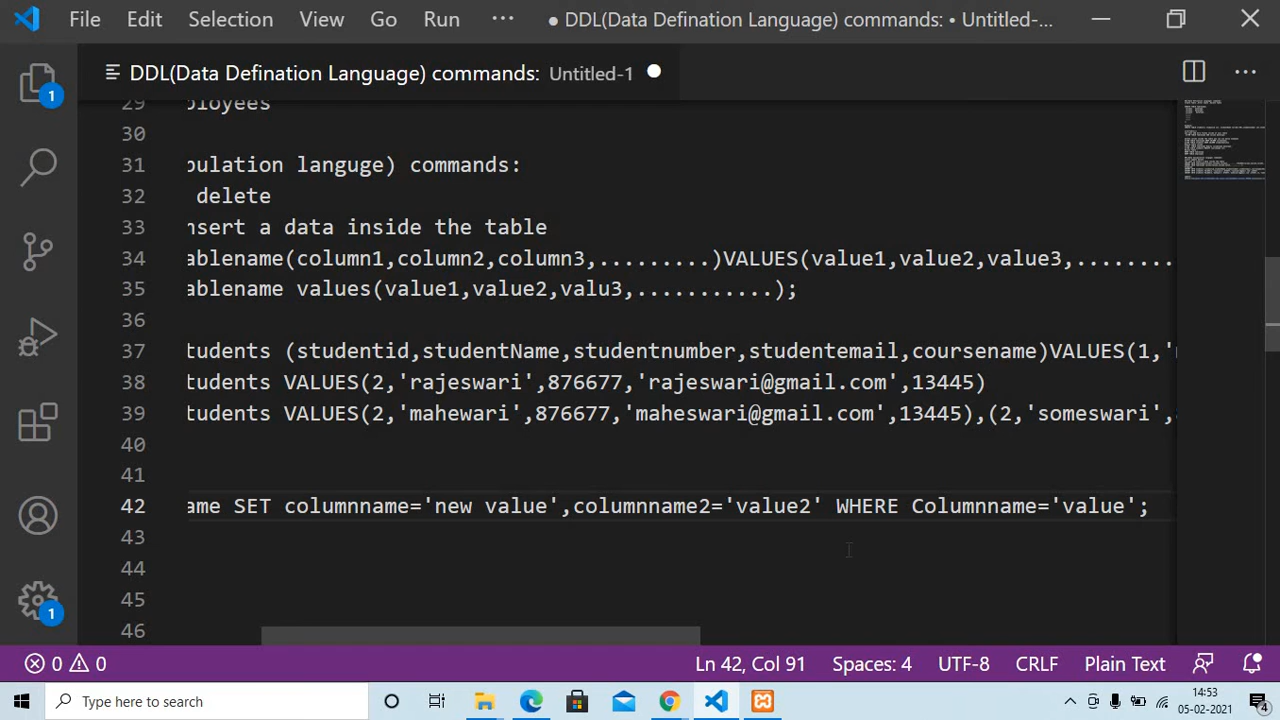 File Edit Selection View Go Run ··· ● DDL(Data Defination Language) commands: • Untitled-...
DDL(Data Defination Language) commands: Untitled-1
29 ployees
30
31 pulation languge) commands:
32 delete
33 nsert a data inside the table
34 ablename(column1,column2,column3,.........)VALUES(value1,value2,value3,........
35 ablename values(value1,value2,valu3,...........);
36
37 tudents (studentid,studentName,studentnumber,studentemail,coursename)VALUES(1,'
38 tudents VALUES(2,'rajeswari',876677,'rajeswari@gmail.com',13445)
39 tudents VALUES(2,'mahewari',876677,'maheswari@gmail.com',13445),(2,'someswari',
40
41
42 ame SET columnname='new value',columnname2='value2' WHERE Columnname='value';
43
44
45
46
1
1
0 0 Ln 42, Col 91 Spaces: 4 UTF-8 CRLF Plain Text
Type here to search
14:53
05-02-2021
4